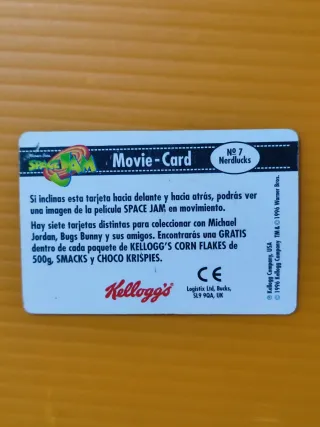 Warner Bros.
SPACE JAM
Movie-Card
Nº 7
Nerdlucks
Si inclinas esta tarjeta hacia delante y hacia atrás, podrás ver
una imagen de la película SPACE JAM en movimiento.
Hay siete tarjetas distintas para coleccionar con Michael
Jordan, Bugs Bunny y sus amigos. Encontrarás una GRATIS
dentro de cada paquete de KELLOGG'S CORN FLAKES de
500g, SMACKS y CHOCO KRISPIES.
Kellogg's
CE
Logistix Ltd, Bucks,
SL9 9QA, UK
® Kellogg Company, USA
© 1996 Kellogg Company TM & © 1996 Warner Bros.